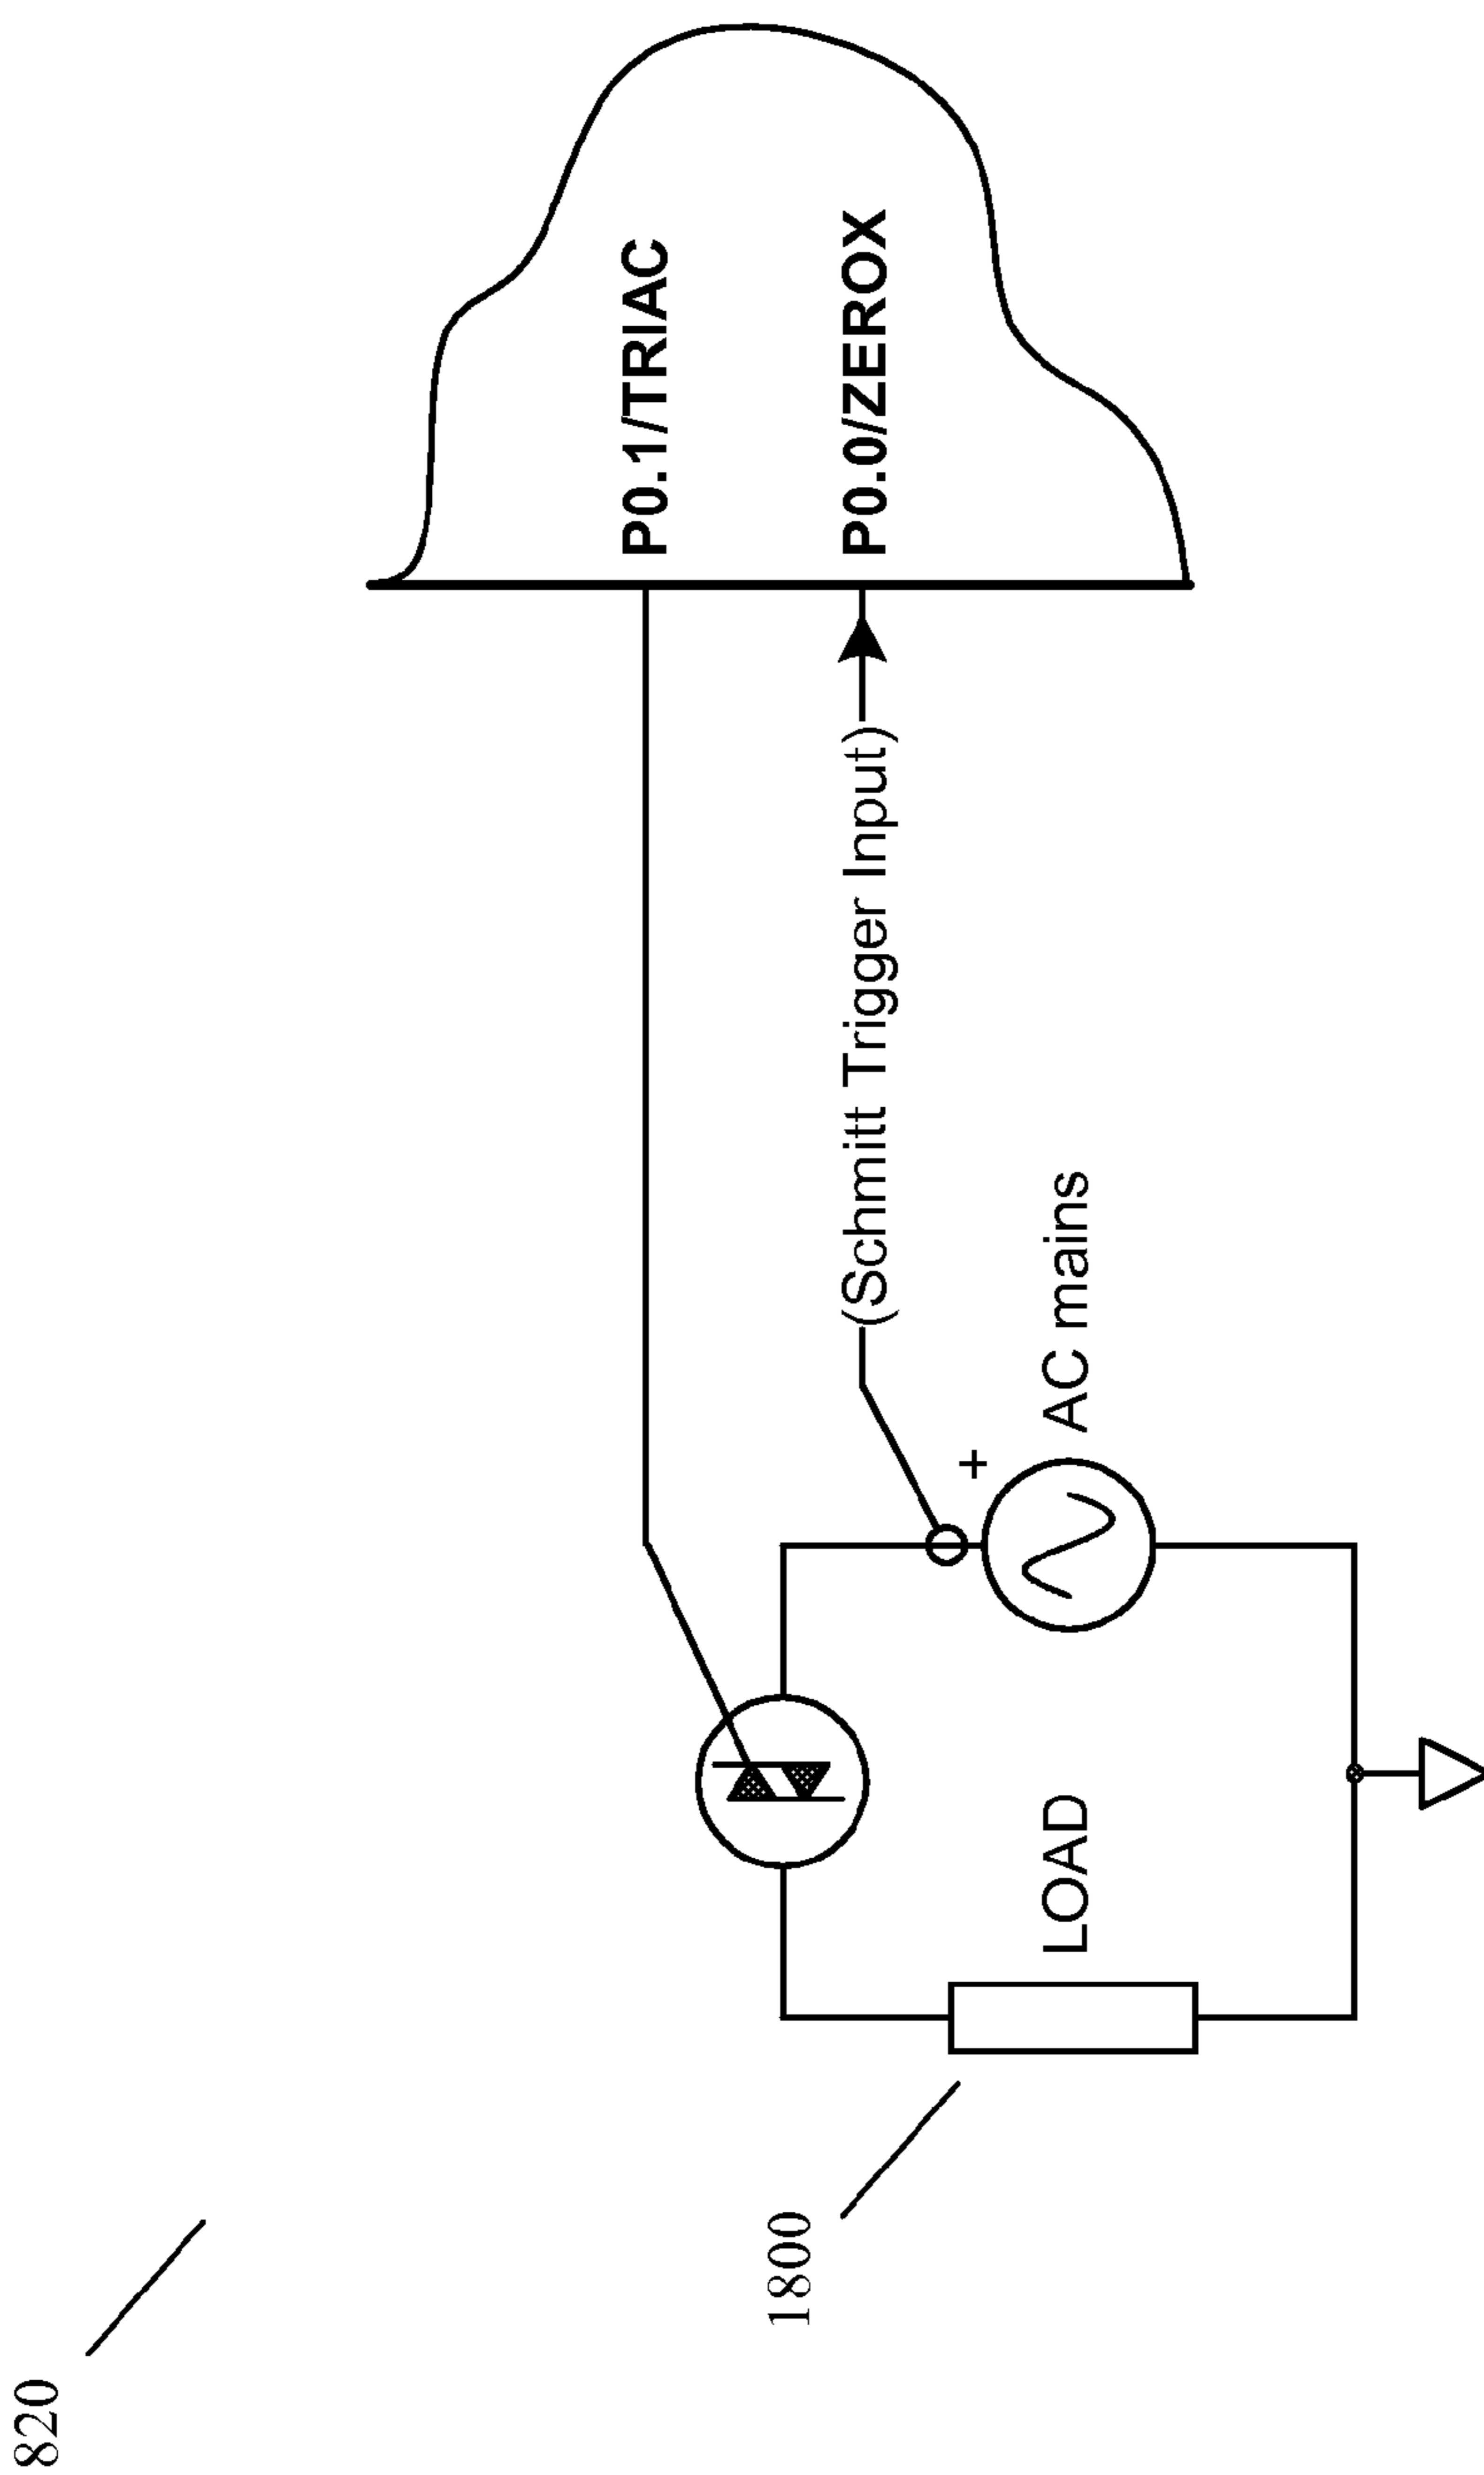 820
1800
P0.1/TRIAC
P0.0/ZEROX
(Schmitt Trigger Input)
+
AC mains
LOAD